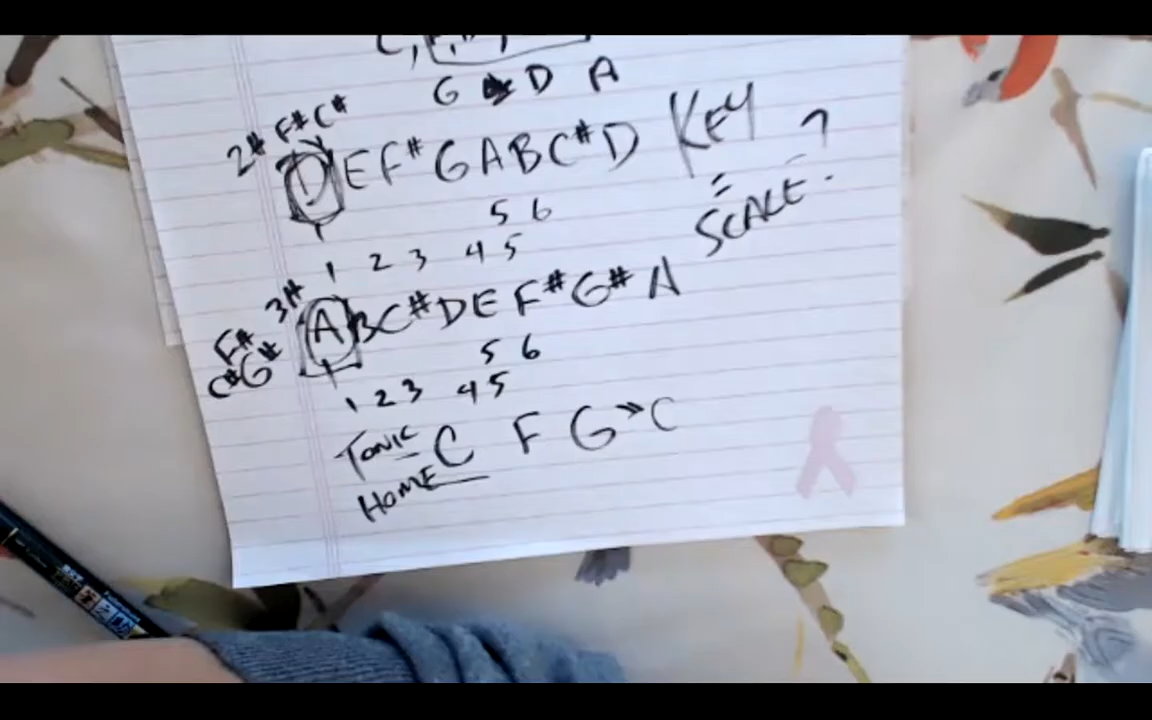 G D A
2# F# C#
D E F# G A B C# D KEY
= ?
SCALE
5 6
1 2 3 4 5
3# A B C# D E F# G# A
F#
C# G#
5 6
1 2 3 4 5
TONIC C F G » C
HOME